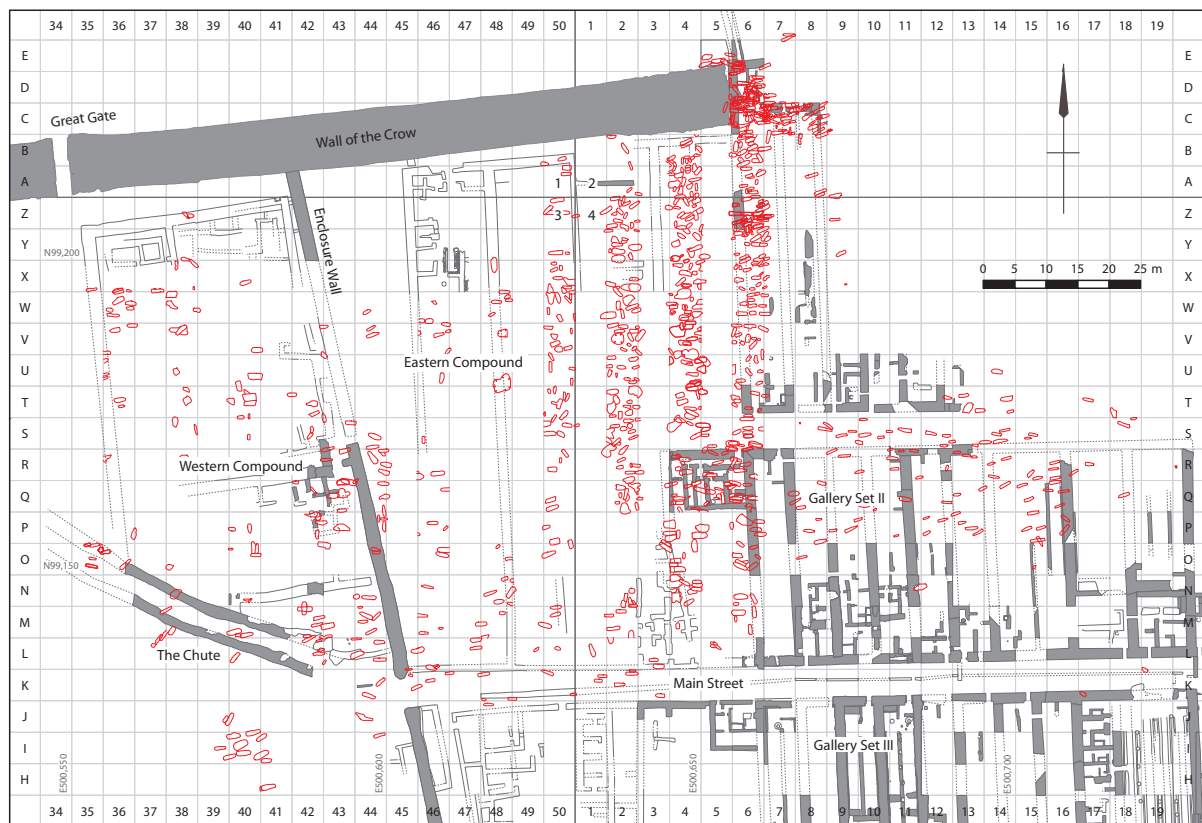 34 35 36 37 38 39 40 41 42 43 44 45 46 47 48 49 50 1 2 3 4 5 6 7 8 9 10 11 12 13 14 15 16 17 18 19
E E
D D
Great Gate
C C
Wall of the Crow
B B
A 1 2 A
Z 3 4 Z
Enclosure Wall
Y Y
N99,200
X X
0 5 10 15 20 25 m
W W
V V
Eastern Compound
U U
T T
S S
Western Compound
R R
Q Gallery Set II Q
P P
O O
N99,150
N N
M M
The Chute
L L
K Main Street K
J J
I Gallery Set III I
E500,550 E500,600 E500,650 E500,700
H H
34 35 36 37 38 39 40 41 42 43 44 45 46 47 48 49 50 1 2 3 4 5 6 7 8 9 10 11 12 13 14 15 16 17 18 19